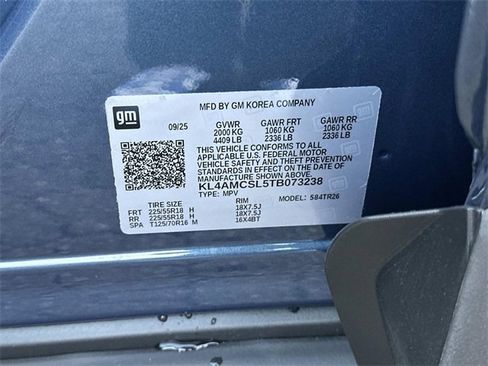 MFD BY GM KOREA COMPANY
gm
09/25 GVWR GAWR FRT GAWR RR
2000 KG 1060 KG 1060 KG
4409 LB 2336 LB 2336 LB
THIS VEHICLE CONFORMS TO ALL
APPLICABLE U.S. FEDERAL MOTOR
VEHICLE SAFETY, BUMPER, AND
THEFT PREVENTION STANDARDS
IN EFFECT ON THE DATE OF
MANUFACTURE SHOWN ABOVE.
KL4AMCSL5TB073238
TYPE: MPV MODEL: 584TR26
TIRE SIZE RIM
FRT 225/55R18 H 18X7.5J
RR 225/55R18 H 18X7.5J
SPA T125/70R16 M 16X4BT